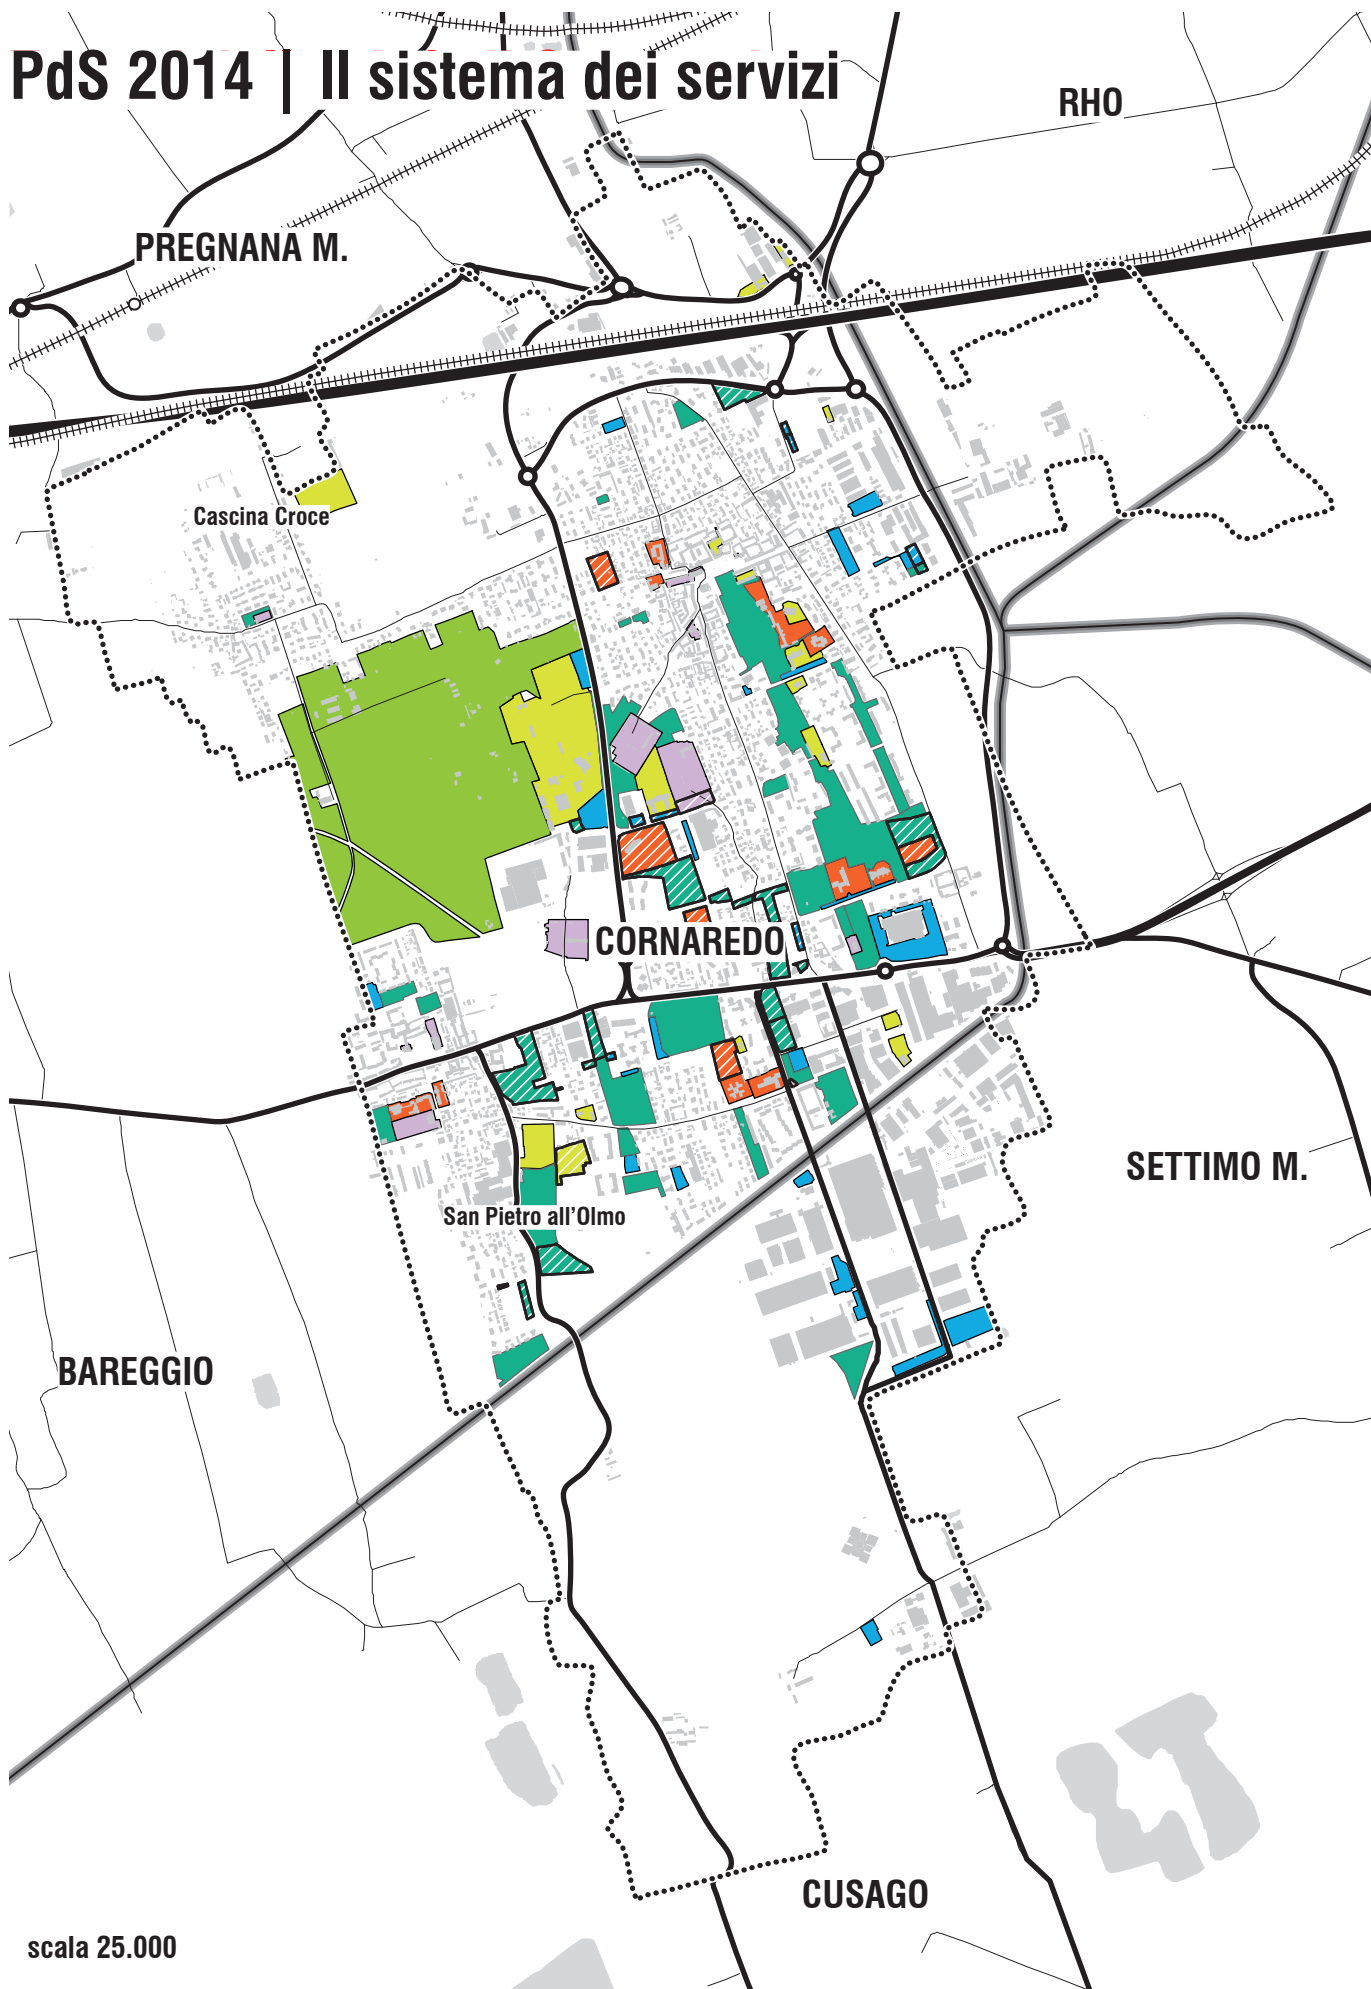 PdS 2014 | Il sistema dei servizi
RHO
PREGNANA M.
Cascina Croce
CORNAREDO
SETTIMO M.
San Pietro all'Olmo
BAREGGIO
CUSAGO
scala 25.000